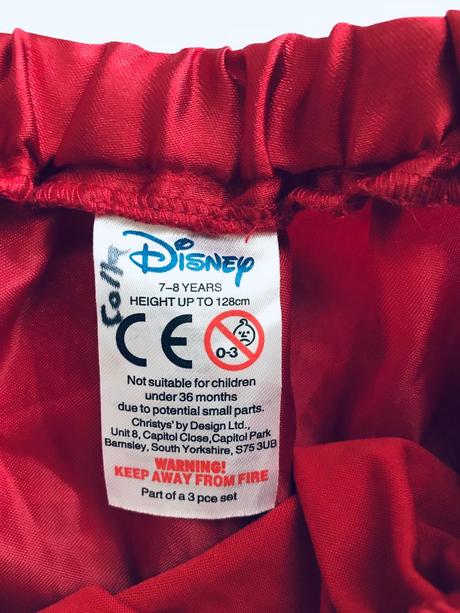 Disney
7–8 YEARS
HEIGHT UP TO 128cm
CE
0-3
Not suitable for children
under 36 months
due to potential small parts.
Christys' by Design Ltd.,
Unit 8, Capitol Close,Capitol Park
Barnsley, South Yorkshire, S75 3UB
WARNING!
KEEP AWAY FROM FIRE
Part of a 3 pce set